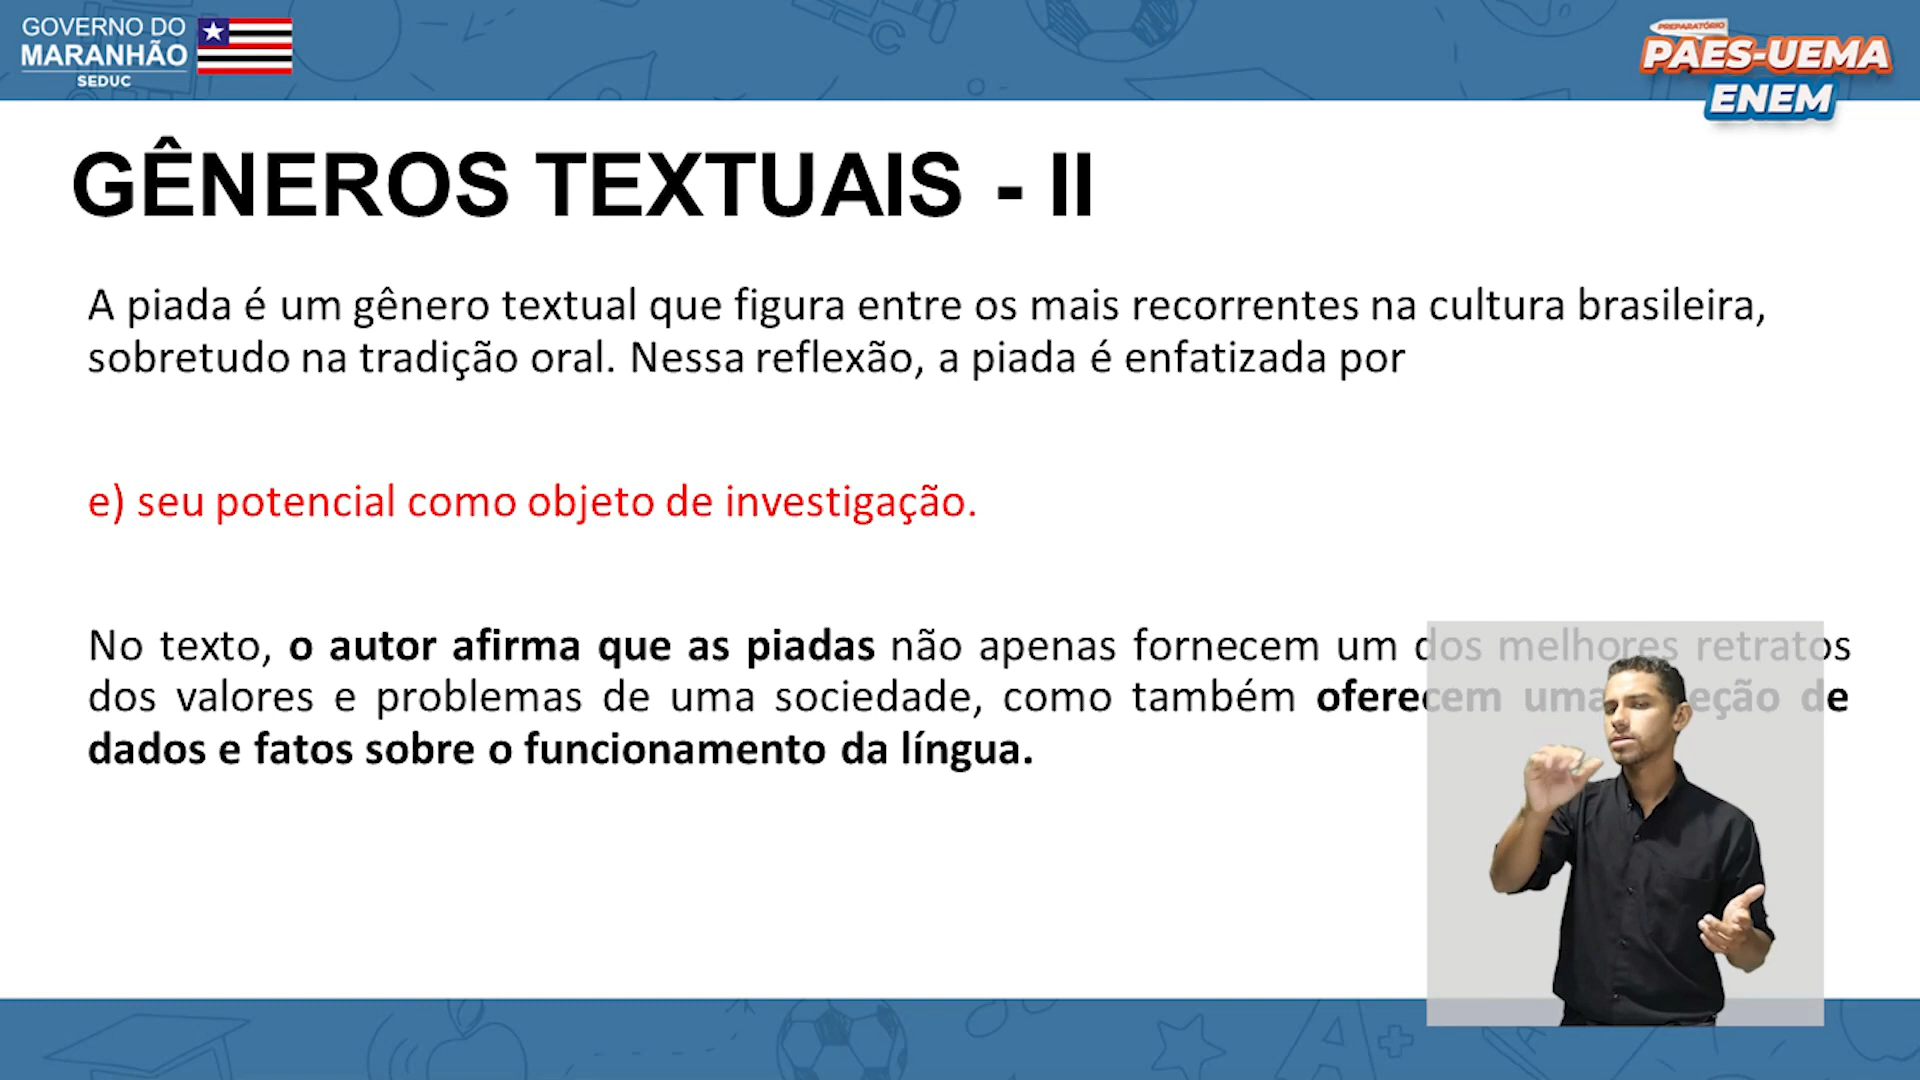 GOVERNO DO
MARANHÃO
SEDUC
PREPARATÓRIO
PAES-UEMA
ENEM
GÊNEROS TEXTUAIS - II
A piada é um gênero textual que figura entre os mais recorrentes na cultura brasileira,
sobretudo na tradição oral. Nessa reflexão, a piada é enfatizada por
e) seu potencial como objeto de investigação.
No texto, o autor afirma que as piadas não apenas fornecem um dos melhores retratos
dos valores e problemas de uma sociedade, como também oferecem uma de
dados e fatos sobre o funcionamento da língua.
A+